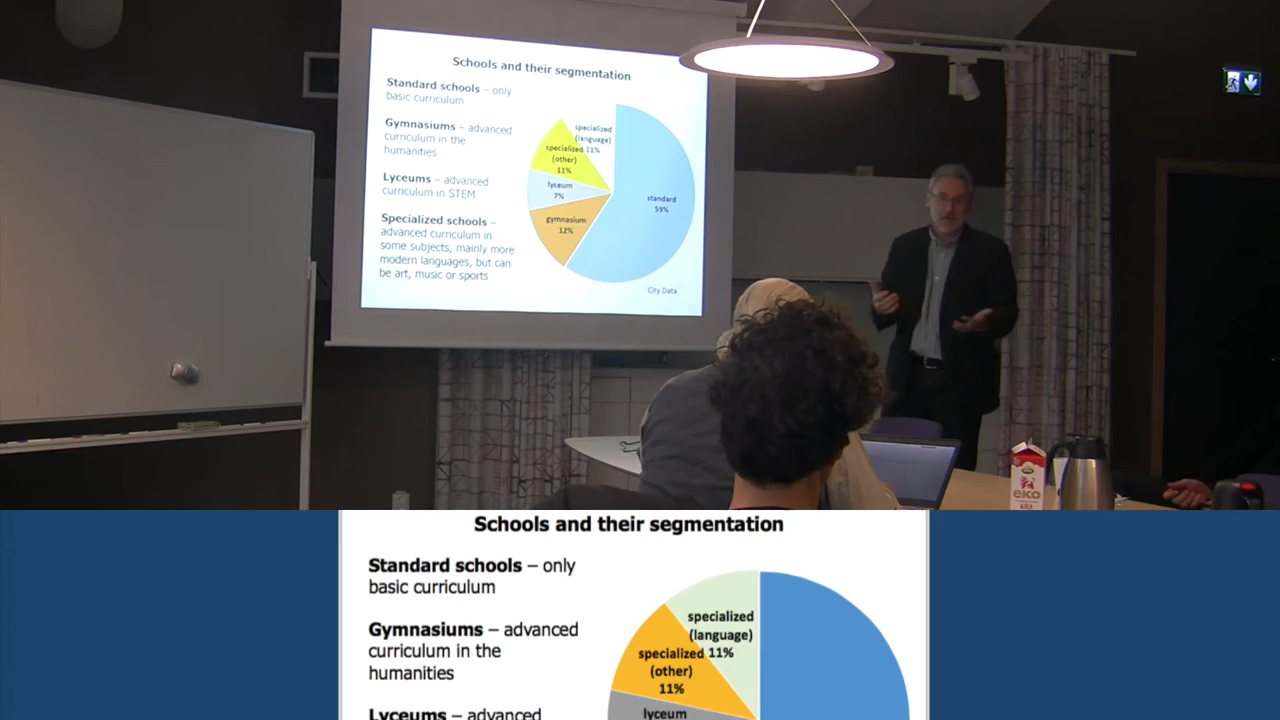 Schools and their segmentation
Standard schools – only
basic curriculum
Gymnasiums – advanced
curriculum in the
humanities
Lyceums – advanced
curriculum in STEM
Specialized schools –
advanced curriculum in
some subjects, mainly more
modern languages, but can
be art, music or sports
specialized
(language)
11%
specialized
(other)
11%
lyceum
7%
gymnasium
12%
standard
59%
City Data
eko
Schools and their segmentation
Standard schools – only
basic curriculum
Gymnasiums – advanced
curriculum in the
humanities
Lyceums – advanced
specialized
(language)
11%
specialized
(other)
11%
lyceum